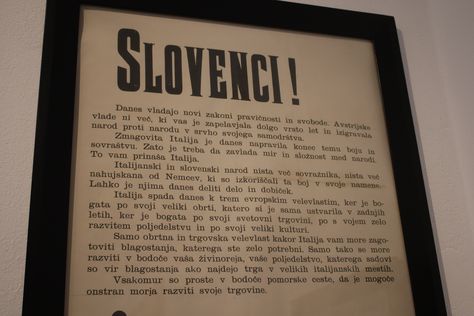 SLOVENCI!
Danes vladajo novi zakoni pravičnosti in svobode. Avstrijske
vlade ni več, ki vas je zapeljavala dolgo vrsto let in izigravala
narod proti narodu v srho svojega samodrštva.
Zmagovita Italija je danes napravila konec temu boju in
sovraštvu. Zato je treba da zavlada mir in složnost med narodi.
To vam prinaša Italija.
Italijanski in slovenski narod nista več sovražnika, nista več
nahujskana od Nemcev, ki so izkoriščali ta boj v svoje namene.
Lahko je njima danes deliti delo in dobiček.
Italija spada danes k trem evropskim velevlastim, ker je bo-
gata po svoji veliki obrti, katero si je sama ustvarila v zadnjih
letih, ker je bogata po svoji svetovni trgovini, po s vojem zelo
razvitem poljedelstvu in po svoji veliki kulturi.
Samo obrtna in trgovska velevlast kakor Italija vam more zago-
toviti blagostanja, katerega ste zelo potrebni. Samo tako se more
razviti v bodoče vaša živinoreja, vaše poljedelstvo, katerega sadovi
so vir blagostanja ako najdejo trga v velikih italijanskih mestih.
Vsakomur so proste v bodoče pomorske ceste, da je mogoče
onstran morja razviti svoje trgovine.